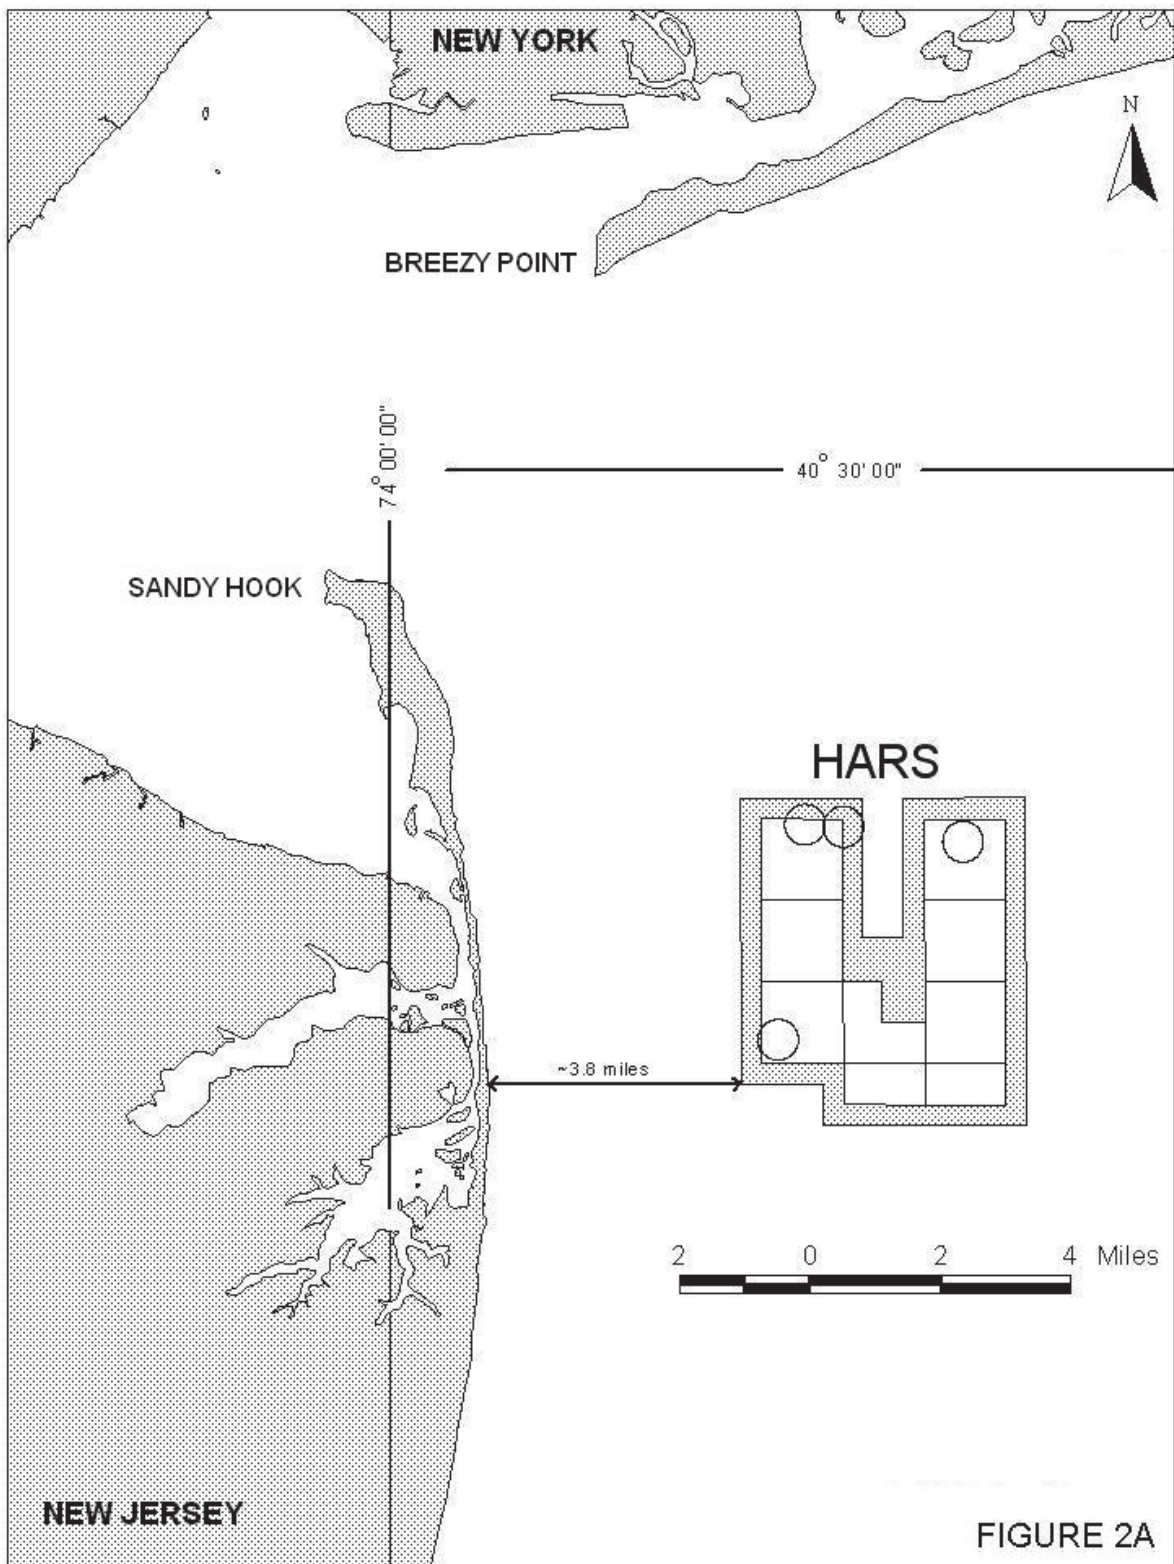 NEW YORK
N
BREEZY POINT
74° 00' 00"
40° 30' 00"
SANDY HOOK
HARS
~3.8 miles
2 0 2 4 Miles
NEW JERSEY
FIGURE 2A